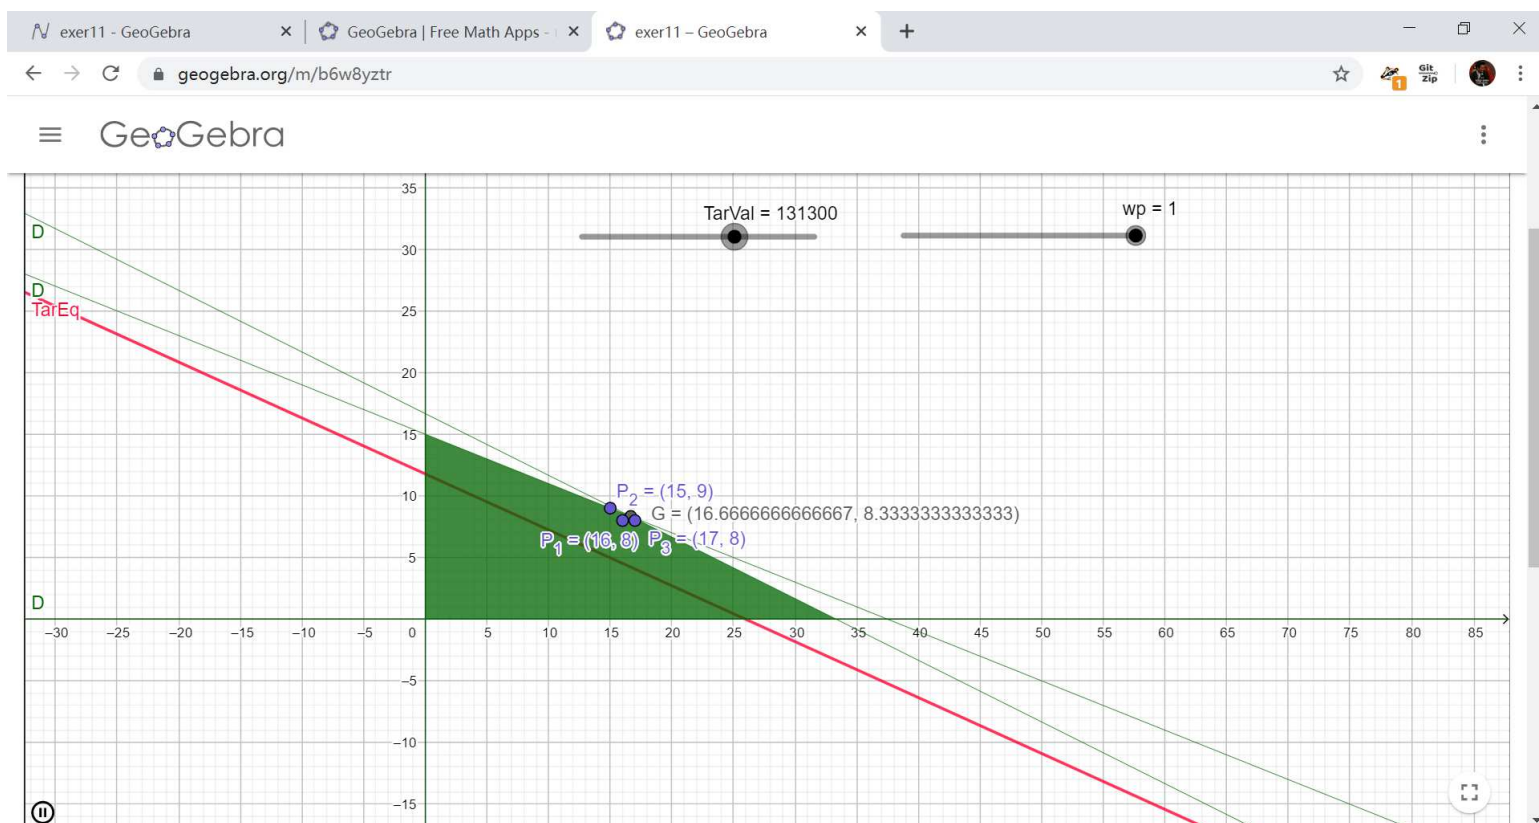 exer11 - GeoGebra
GeoGebra | Free Math Apps -
exer11 – GeoGebra
geogebra.org/m/b6w8yztr
1
Git
Zip
GeoGebra
TarVal = 131300
wp = 1
D
D
TarEq
D
35
30
25
20
15
10
5
P2 = (15, 9)
G = (16.6666666666667, 8.3333333333333)
P1 = (16, 8)
P3 = (17, 8)
–30 –25 –20 –15 –10 –5 0 5 10 15 20 25 30 35 40 45 50 55 60 65 70 75 80 85
–5
–10
–15